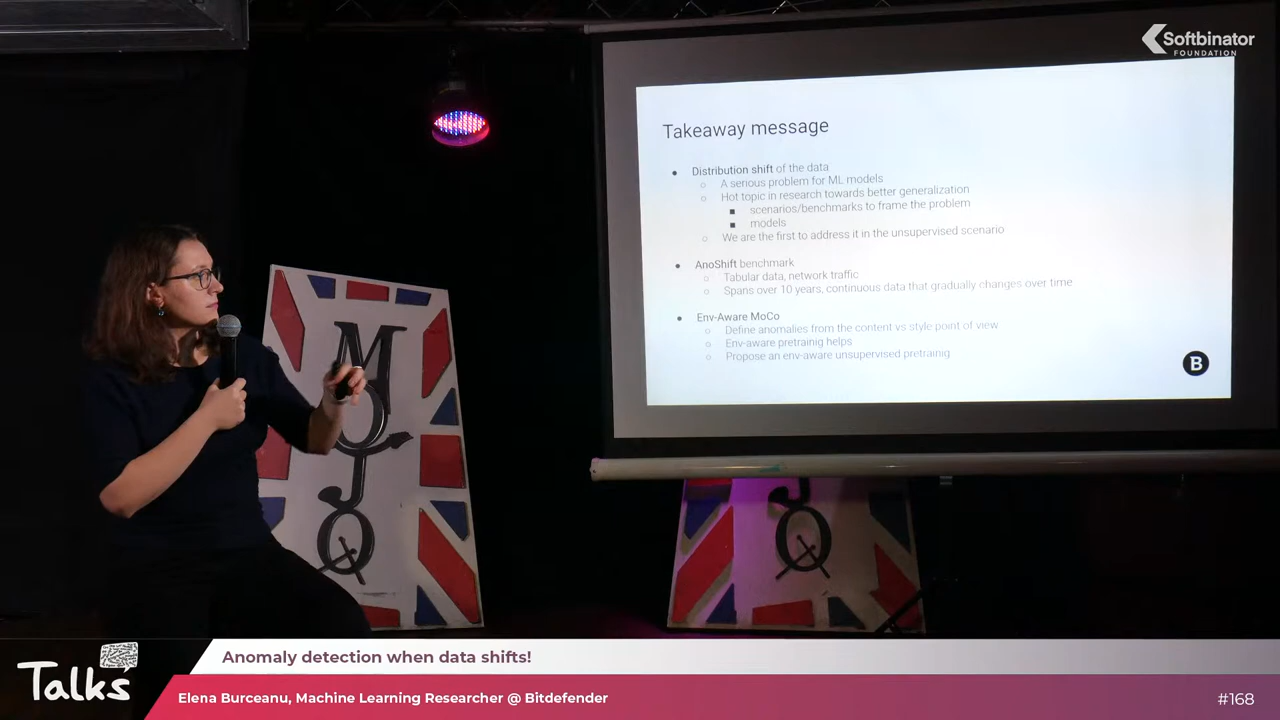 Softbinator
FOUNDATION
Takeaway message
● Distribution shift of the data
○ A serious problem for ML models
○ Hot topic in research towards better generalization
■ scenarios/benchmarks to frame the problem
■ models
○ We are the first to address it in the unsupervised scenario
● AnoShift benchmark
○ Tabular data, network traffic
○ Spans over 10 years, continuous data that gradually changes over time
● Env-Aware MoCo
○ Define anomalies from the content vs style point of view
○ Env-aware pretrainig helps
○ Propose an env-aware unsupervised pretrainig
B
MOJO
JO
Talks
Anomaly detection when data shifts!
Elena Burceanu, Machine Learning Researcher @ Bitdefender
#168